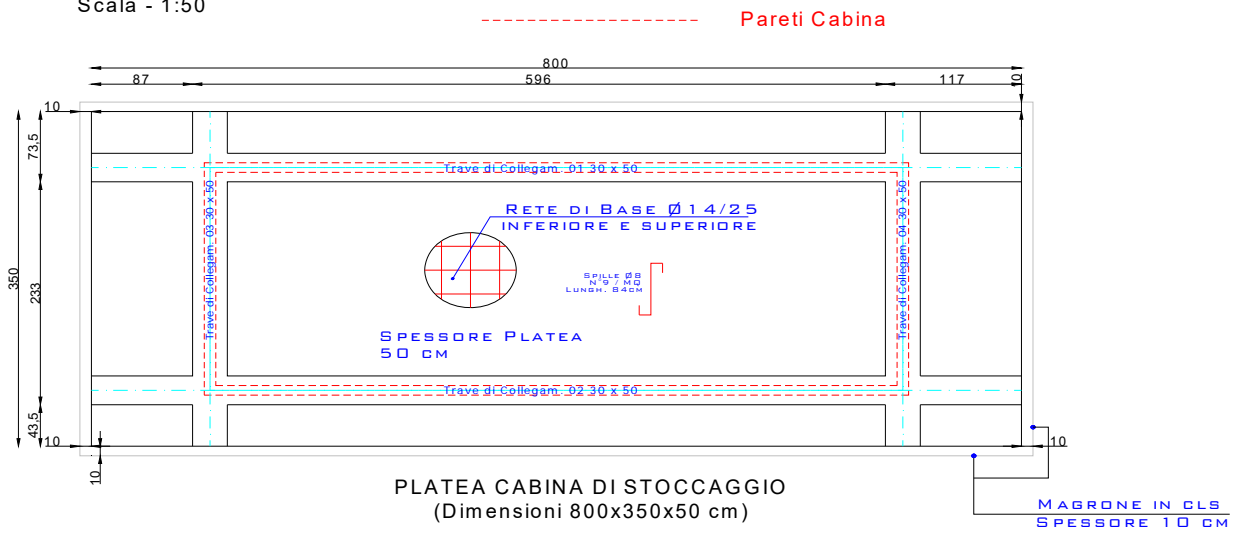 Scala - 1:50
Pareti Cabina
800
87
596
117
10
10
73,5
350
233
43,5
10
10
10
Trave di Collegam. 01 30 x 50
Trave di Collegam. 03 30 x 50
Trave di Collegam. 04 30 x 50
RETE DI BASE Ø14/25
INFERIORE E SUPERIORE
SPILLE Ø8
N°9 / MQ
LUNGH. 84CM
SPESSORE PLATEA
50 CM
Trave di Collegam. 02 30 x 50
PLATEA CABINA DI STOCCAGGIO
(Dimensioni 800x350x50 cm)
MAGRONE IN CLS
SPESSORE 10 CM